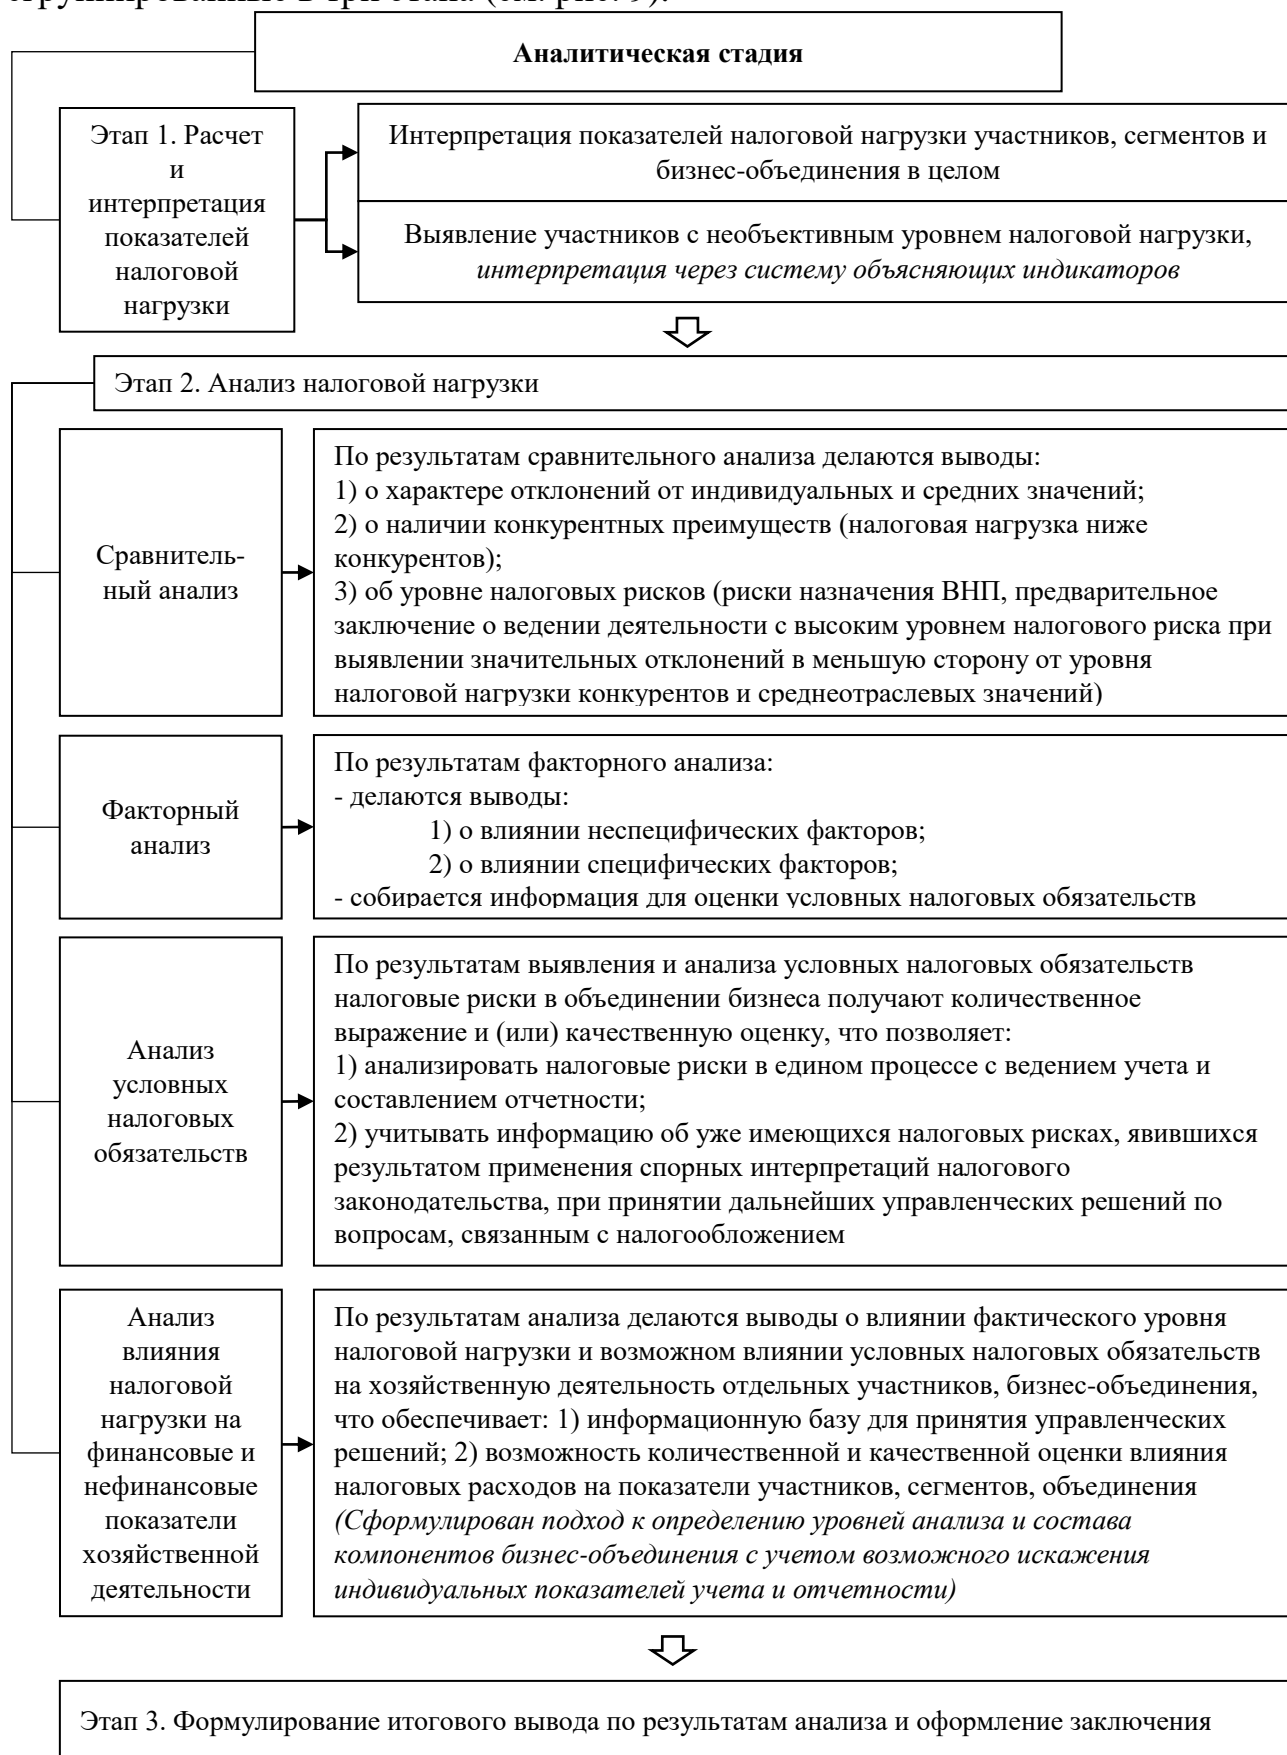 сгруппированные в три этапа (см. рис. 9).
Аналитическая стадия
Этап 1. Расчет
и
интерпретация
показателей
налоговой
нагрузки
Интерпретация показателей налоговой нагрузки участников, сегментов и
бизнес-объединения в целом
Выявление участников с необъективным уровнем налоговой нагрузки,
интерпретация через систему объясняющих индикаторов
Этап 2. Анализ налоговой нагрузки
Сравнитель-
ный анализ
По результатам сравнительного анализа делаются выводы:
1) о характере отклонений от индивидуальных и средних значений;
2) о наличии конкурентных преимуществ (налоговая нагрузка ниже
конкурентов);
3) об уровне налоговых рисков (риски назначения ВНП, предварительное
заключение о ведении деятельности с высоким уровнем налогового риска при
выявлении значительных отклонений в меньшую сторону от уровня
налоговой нагрузки конкурентов и среднеотраслевых значений)
Факторный
анализ
По результатам факторного анализа:
- делаются выводы:
1) о влиянии неспецифических факторов;
2) о влиянии специфических факторов;
- собирается информация для оценки условных налоговых обязательств
Анализ
условных
налоговых
обязательств
По результатам выявления и анализа условных налоговых обязательств
налоговые риски в объединении бизнеса получают количественное
выражение и (или) качественную оценку, что позволяет:
1) анализировать налоговые риски в едином процессе с ведением учета и
составлением отчетности;
2) учитывать информацию об уже имеющихся налоговых рисках, явившихся
результатом применения спорных интерпретаций налогового
законодательства, при принятии дальнейших управленческих решений по
вопросам, связанным с налогообложением
Анализ
влияния
налоговой
нагрузки на
финансовые и
нефинансовые
показатели
хозяйственной
деятельности
По результатам анализа делаются выводы о влиянии фактического уровня
налоговой нагрузки и возможном влиянии условных налоговых обязательств
на хозяйственную деятельность отдельных участников, бизнес-объединения,
что обеспечивает: 1) информационную базу для принятия управленческих
решений; 2) возможность количественной и качественной оценки влияния
налоговых расходов на показатели участников, сегментов, объединения
(Сформулирован подход к определению уровней анализа и состава
компонентов бизнес-объединения с учетом возможного искажения
индивидуальных показателей учета и отчетности)
Этап 3. Формулирование итогового вывода по результатам анализа и оформление заключения